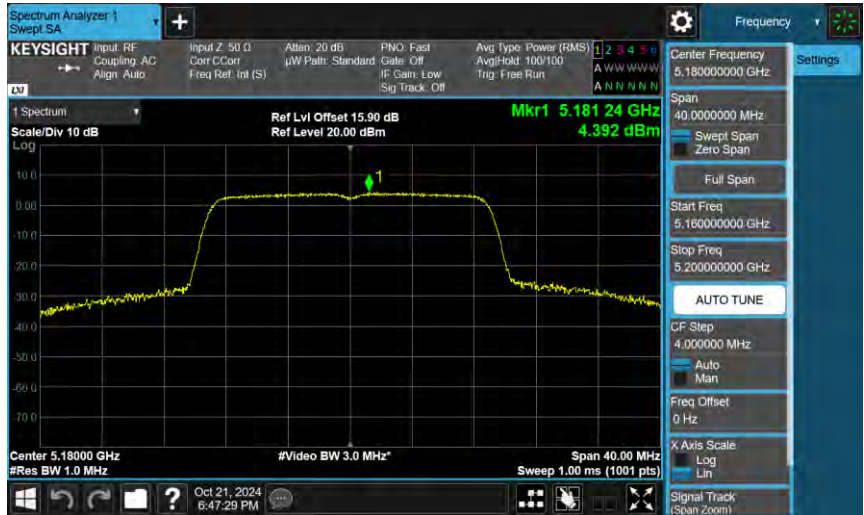 Spectrum Analyzer 1
Swept SA
+
Frequency
KEYSIGHT
Input: RF
Coupling: AC
Align: Auto
Input Z: 50 Ω
Corr CCorr
Freq Ref: Int (S)
Atten: 20 dB
µW Path: Standard
PNO: Fast
Gate: Off
IF Gain: Low
Sig Track: Off
Avg Type: Power (RMS)
Avg|Hold: 100/100
Trig: Free Run
1 2 3 4 5 6
A W W W W W
A N N N N N
LXI
1 Spectrum
Scale/Div 10 dB
Log
Ref Lvl Offset 15.90 dB
Ref Level 20.00 dBm
Mkr1 5.181 24 GHz
4.392 dBm
10.0
0.00
-10.0
-20.0
-30.0
-40.0
-50.0
-60.0
-70.0
1
Center 5.18000 GHz
#Res BW 1.0 MHz
#Video BW 3.0 MHz*
Span 40.00 MHz
Sweep 1.00 ms (1001 pts)
Center Frequency
5.180000000 GHz
Settings
Span
40.0000000 MHz
Swept Span
Zero Span
Full Span
Start Freq
5.160000000 GHz
Stop Freq
5.200000000 GHz
AUTO TUNE
CF Step
4.000000 MHz
Auto
Man
Freq Offset
0 Hz
X Axis Scale
Log
Lin
Signal Track
(Span Zoom)
?
Oct 21, 2024
6:47:29 PM